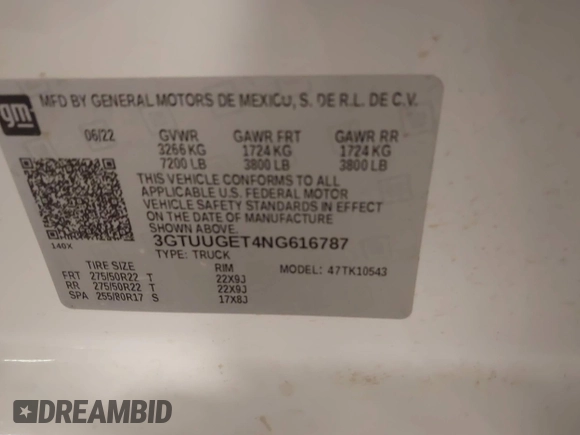 gm
MFD BY GENERAL MOTORS DE MEXICO, S. DE R.L. DE C.V.
06/22 GVWR GAWR FRT GAWR RR
3266 KG 1724 KG 1724 KG
7200 LB 3800 LB 3800 LB
THIS VEHICLE CONFORMS TO ALL
APPLICABLE U.S. FEDERAL MOTOR
VEHICLE SAFETY STANDARDS IN
EFFECT ON THE DATE OF MANUFACTURE
SHOWN ABOVE.
140X 3GTUUGET4NG616787
TYPE: TRUCK
TIRE SIZE RIM MODEL: 47TK10543
FRT 275/50R22 T 22X9J
RR 275/50R22 T 22X9J
SPA 255/80R17 S 17X8J
DREAMBID